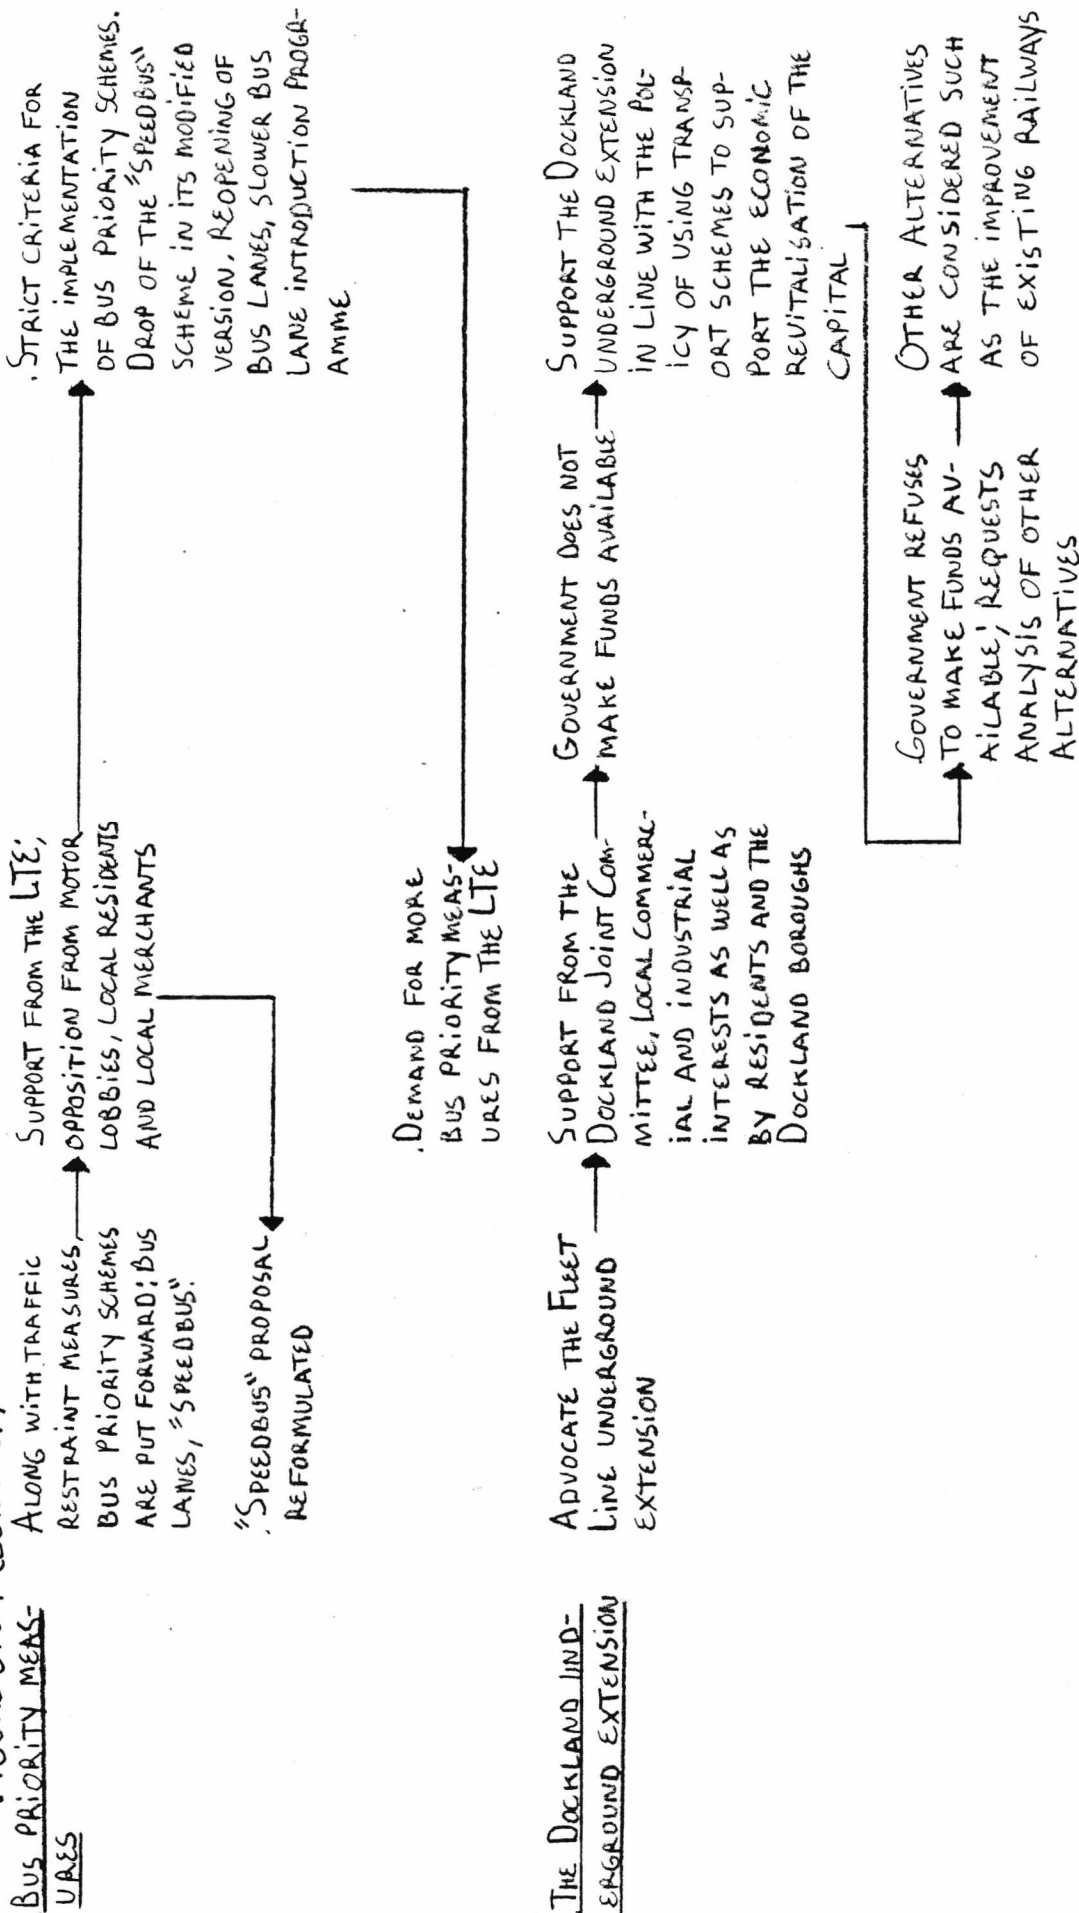 BUS PRIORITY MEAS-
URES
ALONG WITH TRAFFIC
RESTRAINT MEASURES,
BUS PRIORITY SCHEMES
ARE PUT FORWARD; BUS
LANES, "SPEEDBUS".
SUPPORT FROM THE LTE;
OPPOSITION FROM MOTOR
LOBBIES, LOCAL RESIDENTS
AND LOCAL MERCHANTS
.STRICT CRITERIA FOR
THE IMPLEMENTATION
OF BUS PRIORITY SCHEMES.
DROP OF THE "SPEEDBUS"
SCHEME IN ITS MODIFIED
VERSION, REOPENING OF
BUS LANES, SLOWER BUS
LANE INTRODUCTION PROGR-
AMME
."SPEEDBUS" PROPOSAL
REFORMULATED
.DEMAND FOR MORE
BUS PRIORITY MEAS-
URES FROM THE LTE
THE DOCKLAND UND-
ERGROUND EXTENSION
ADVOCATE THE FLEET
LINE UNDERGROUND
EXTENSION
SUPPORT FROM THE
DOCKLAND JOINT COM-
MITTEE, LOCAL COMMERC-
IAL AND INDUSTRIAL
INTERESTS AS WELL AS
BY RESIDENTS AND THE
DOCKLAND BOROUGHS
GOVERNMENT DOES NOT
MAKE FUNDS AVAILABLE
SUPPORT THE DOCKLAND
UNDERGROUND EXTENSION
IN LINE WITH THE POL-
ICY OF USING TRANSP-
ORT SCHEMES TO SUP-
PORT THE ECONOMIC
REVITALISATION OF THE
CAPITAL
.GOVERNMENT REFUSES
TO MAKE FUNDS AV-
AILABLE; REQUESTS
ANALYSIS OF OTHER
ALTERNATIVES
OTHER ALTERNATIVES
ARE CONSIDERED SUCH
AS THE IMPROVEMENT
OF EXISTING RAILWAYS